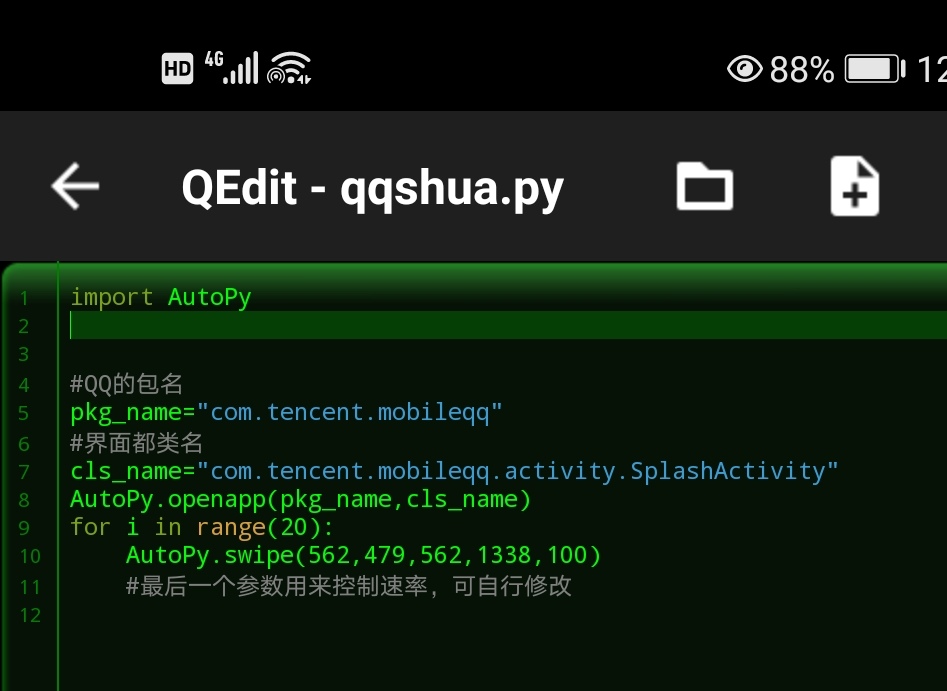 HD 4G 88% 12
QEdit - qqshua.py
1 import AutoPy
2
3
4 #QQ的包名
5 pkg_name="com.tencent.mobileqq"
6 #界面都类名
7 cls_name="com.tencent.mobileqq.activity.SplashActivity"
8 AutoPy.openapp(pkg_name,cls_name)
9 for i in range(20):
10 AutoPy.swipe(562,479,562,1338,100)
11 #最后一个参数用来控制速率，可自行修改
12